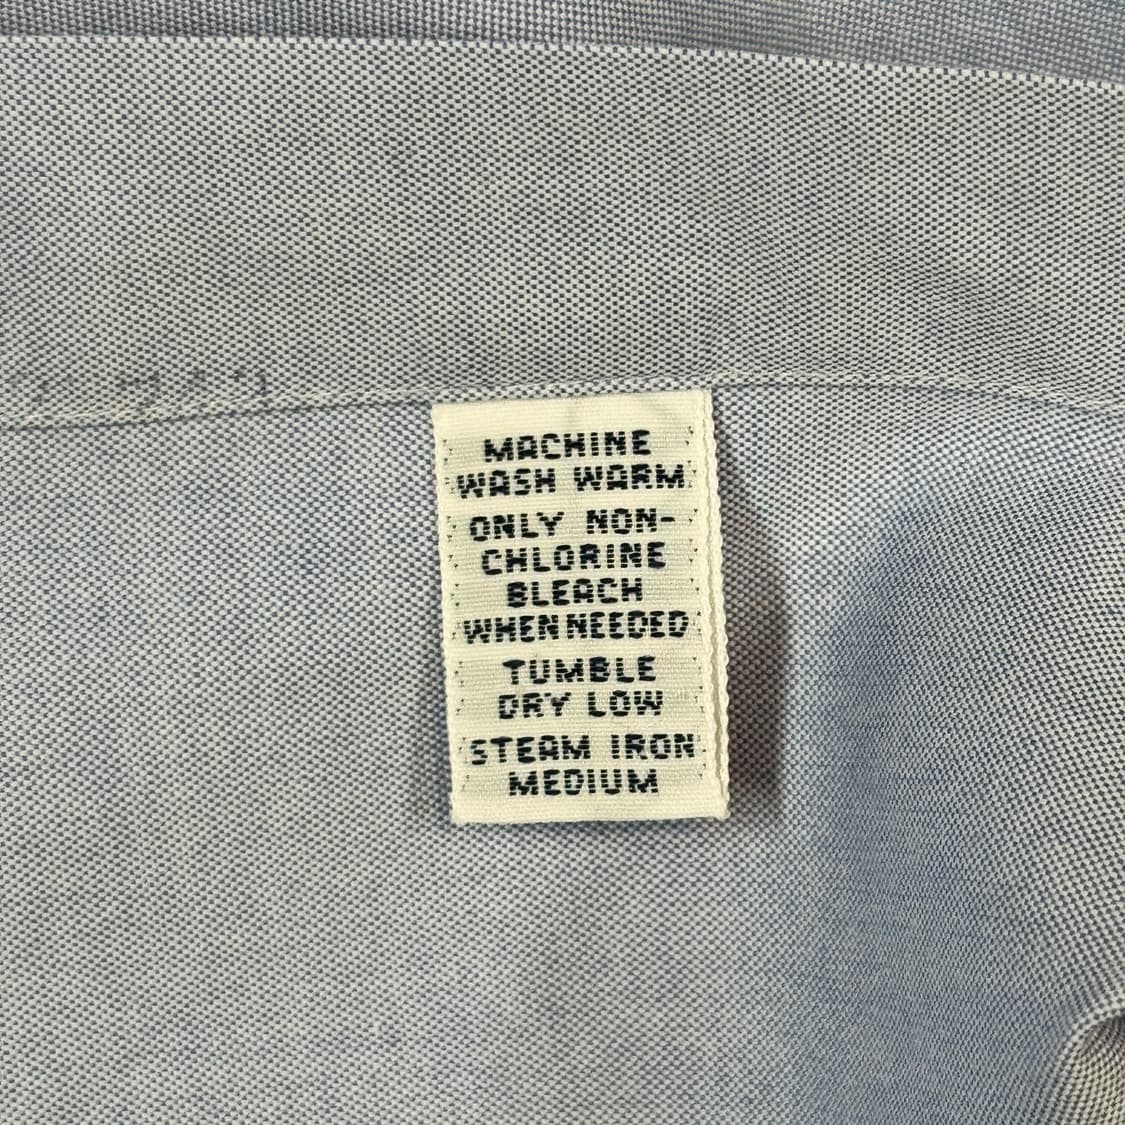 MACHINE
WASH WARM
ONLY NON-
CHLORINE
BLEACH
WHEN NEEDED
TUMBLE
DRY LOW
STEAM IRON
MEDIUM